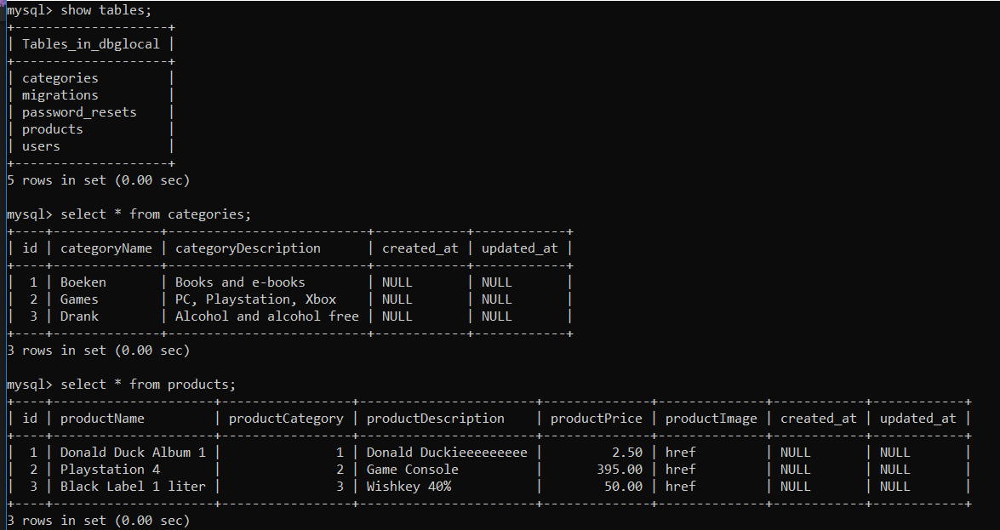 mysql> show tables;
+---------------------+
| Tables_in_dbglocal |
+---------------------+
| categories |
| migrations |
| password_resets |
| products |
| users |
+---------------------+
5 rows in set (0.00 sec)
mysql> select * from categories;
+----+--------------+--------------------------+------------+------------+
| id | categoryName | categoryDescription | created_at | updated_at |
+----+--------------+--------------------------+------------+------------+
| 1 | Boeken | Books and e-books | NULL | NULL |
| 2 | Games | PC, Playstation, Xbox | NULL | NULL |
| 3 | Drank | Alcohol and alcohol free | NULL | NULL |
+----+--------------+--------------------------+------------+------------+
3 rows in set (0.00 sec)
mysql> select * from products;
+----+---------------------+-----------------+-----------------------+--------------+--------------+------------+------------+
| id | productName | productCategory | productDescription | productPrice | productImage | created_at | updated_at |
+----+---------------------+-----------------+-----------------------+--------------+--------------+------------+------------+
| 1 | Donald Duck Album 1 | 1 | Donald Duckieeeeeeeee | 2.50 | href | NULL | NULL |
| 2 | Playstation 4 | 2 | Game Console | 395.00 | href | NULL | NULL |
| 3 | Black Label 1 liter | 3 | Wishkey 40% | 50.00 | href | NULL | NULL |
+----+---------------------+-----------------+-----------------------+--------------+--------------+------------+------------+
3 rows in set (0.00 sec)